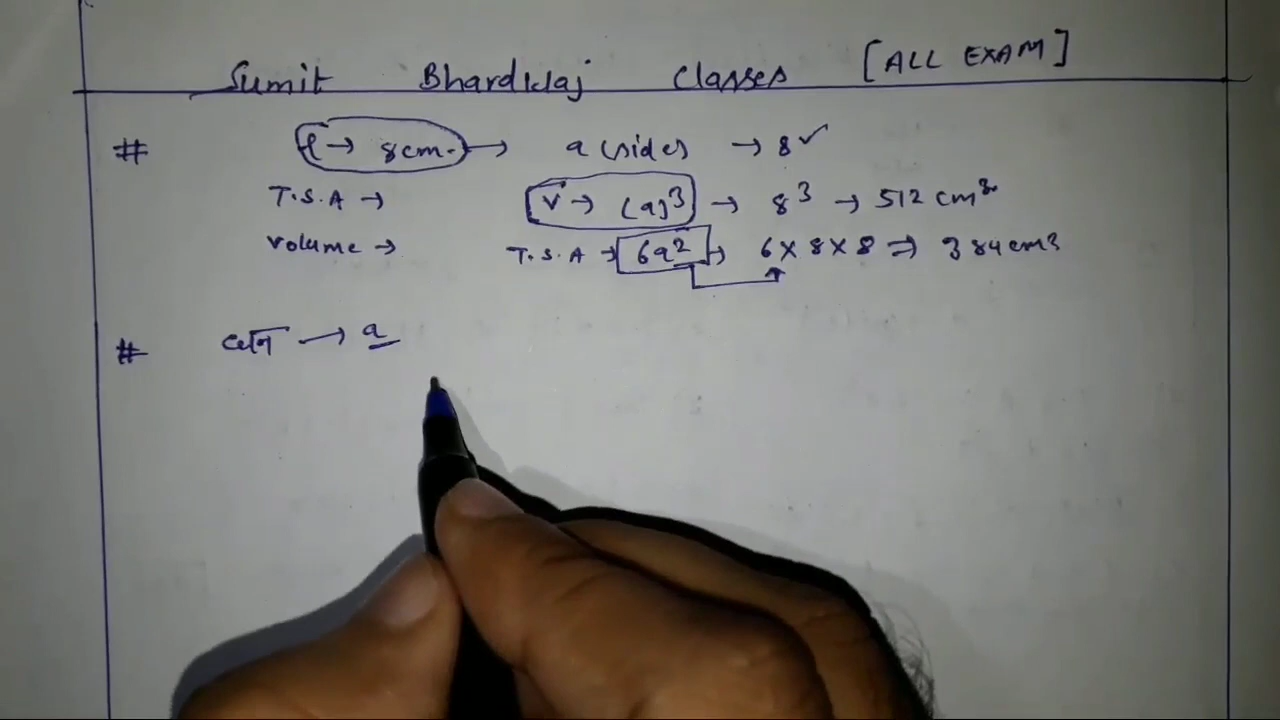 Sumit Bhardwaj Classes [ALL EXAM]
# l → 8cm. → a (side) → 8 ✓
T.S.A → V → (a)³ → 8³ → 512 cm³
Volume → T.S.A → 6a² → 6 × 8 × 8 ⇒ 384 cm³
# → a